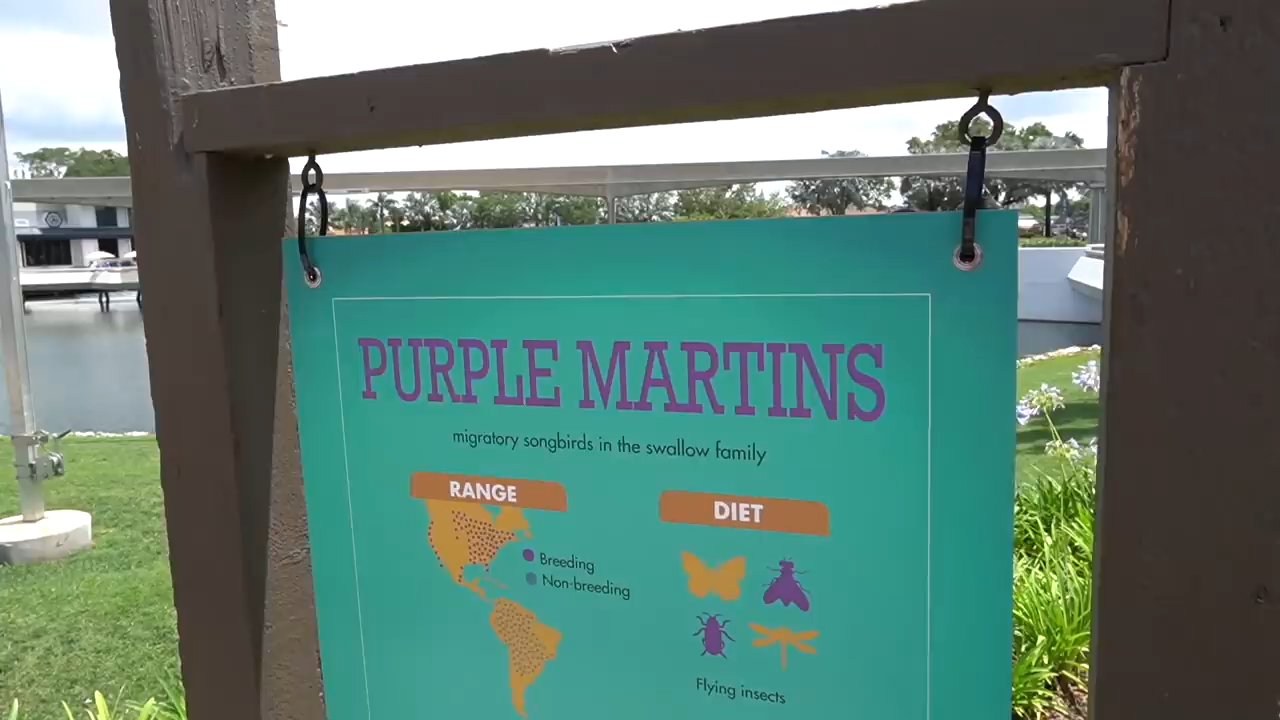 PURPLE MARTINS
migratory songbirds in the swallow family
RANGE
Breeding
Non-breeding
DIET
Flying insects